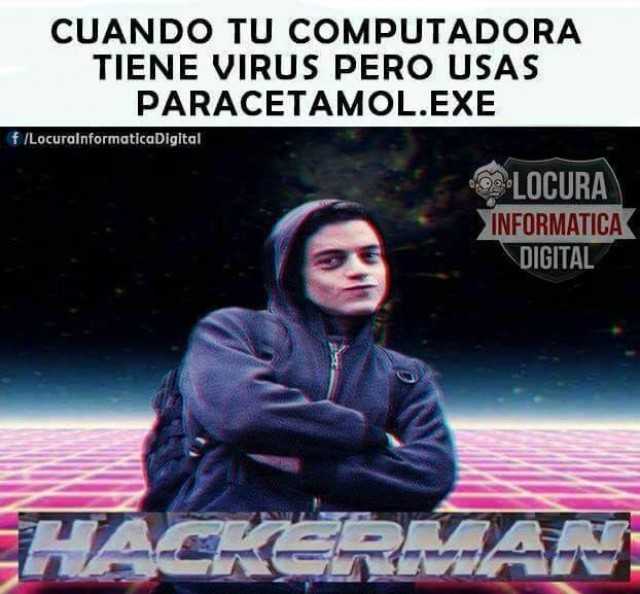 CUANDO TU COMPUTADORA
TIENE VIRUS PERO USAS
PARACETAMOL.EXE
f /LocuraInformaticaDigital
LOCURA
INFORMATICA
DIGITAL
HACKERMAN